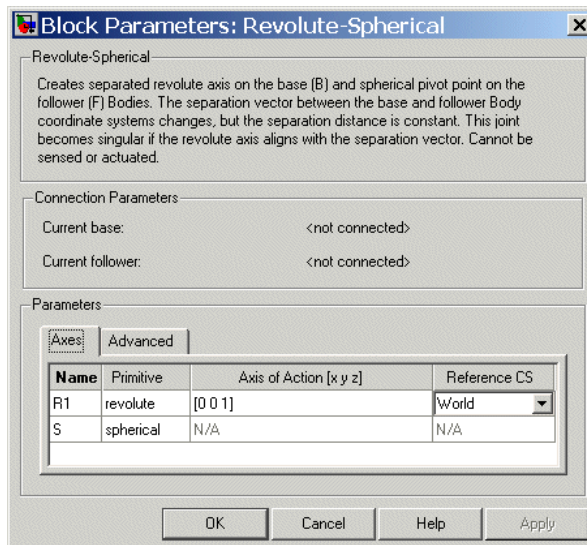 Block Parameters: Revolute-Spherical
Revolute-Spherical
Creates separated revolute axis on the base (B) and spherical pivot point on the
follower (F) Bodies. The separation vector between the base and follower Body
coordinate systems changes, but the separation distance is constant. This joint
becomes singular if the revolute axis aligns with the separation vector. Cannot be
sensed or actuated.
Connection Parameters
Current base: <not connected>
Current follower: <not connected>
Parameters
Axes Advanced
Name Primitive Axis of Action [x y z] Reference CS
R1 revolute [0 0 1] World
S spherical N/A N/A
OK Cancel Help Apply